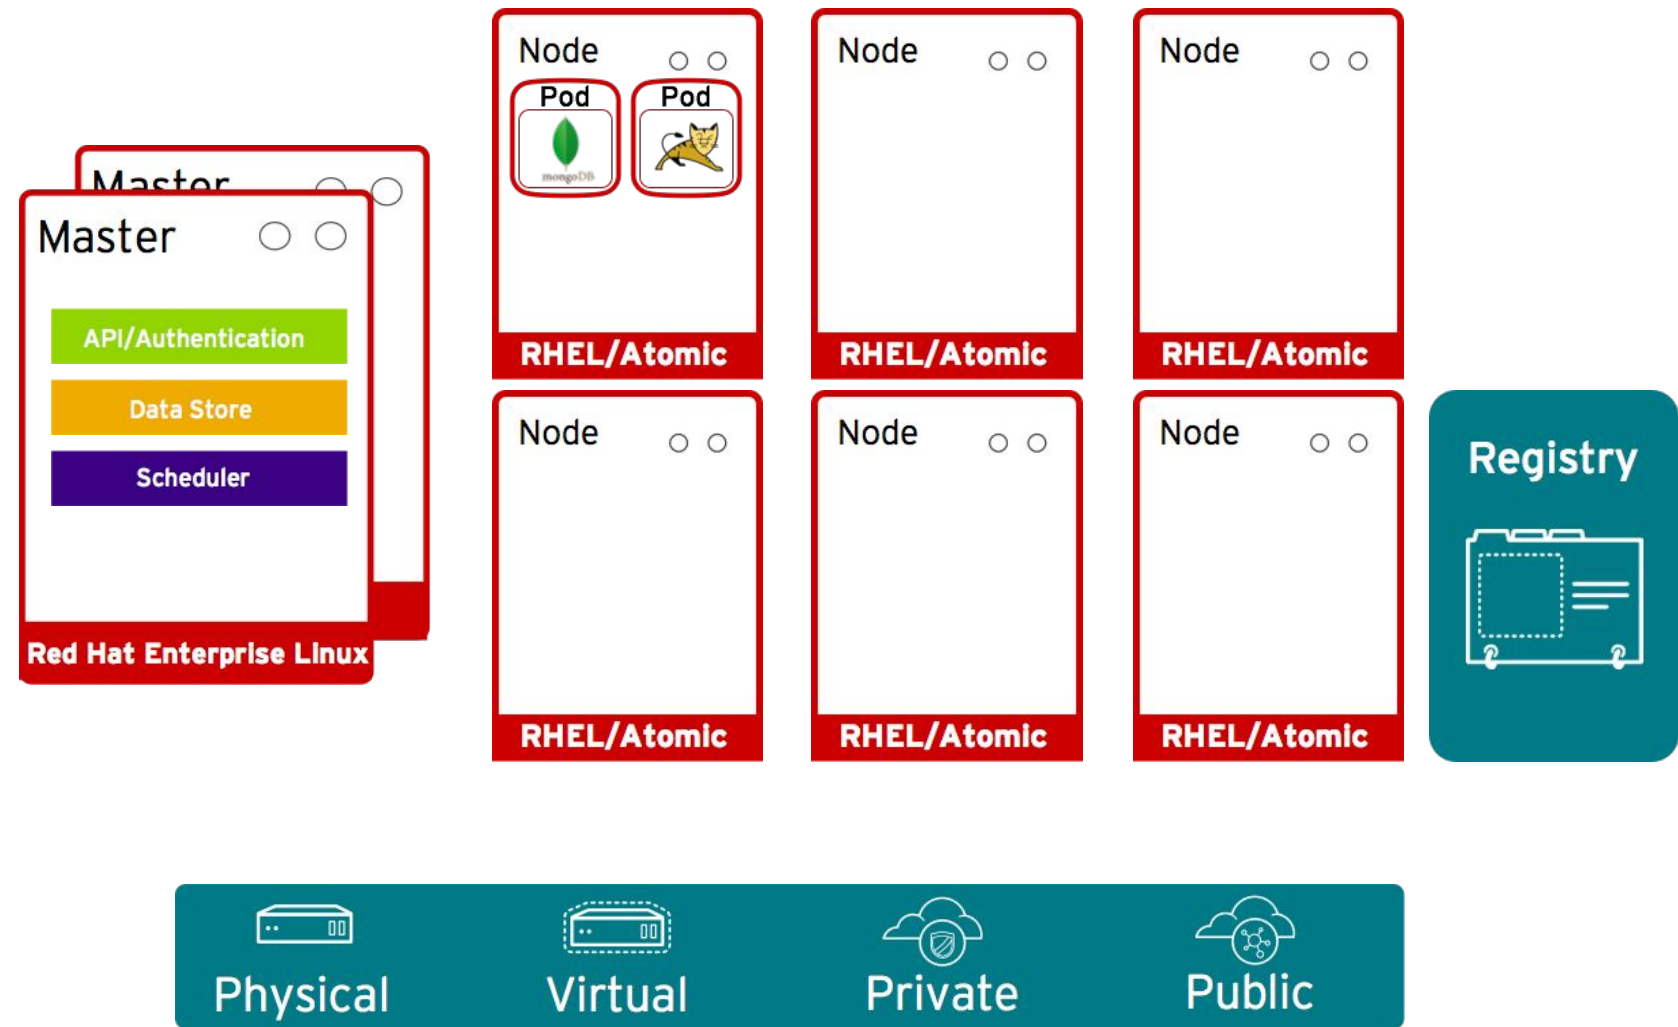 Master
Master
API/Authentication
Data Store
Scheduler
Red Hat Enterprise Linux
Node
Pod
mongoDB
Pod
RHEL/Atomic
Node
RHEL/Atomic
Node
RHEL/Atomic
Node
RHEL/Atomic
Node
RHEL/Atomic
Node
RHEL/Atomic
Registry
Physical
Virtual
Private
Public